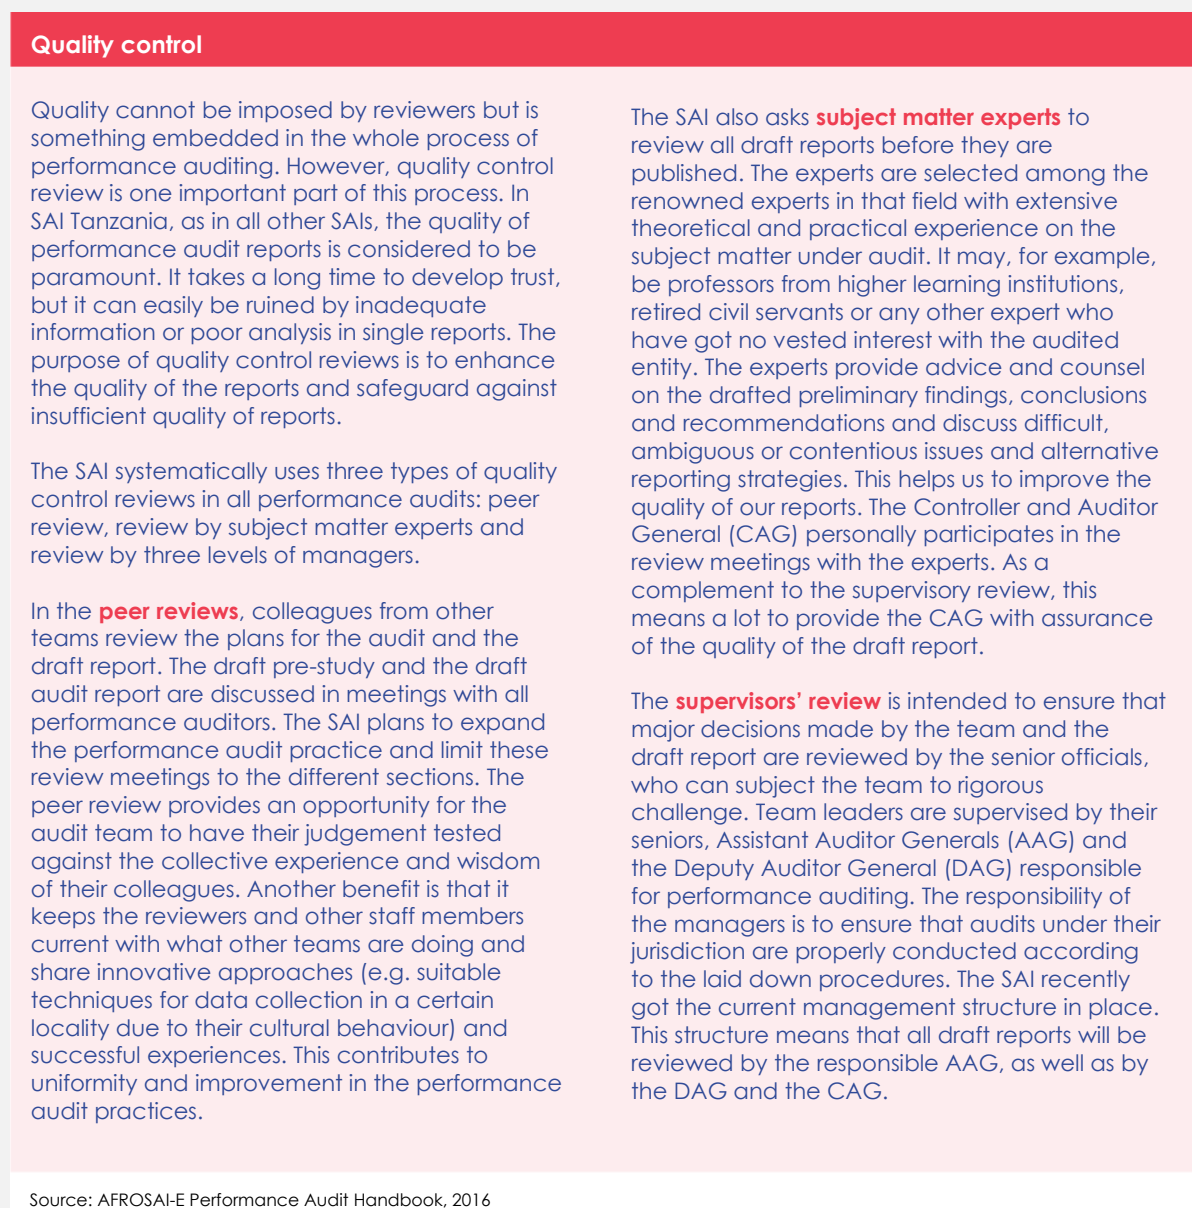 Quality control
Quality cannot be imposed by reviewers but is
something embedded in the whole process of
performance auditing. However, quality control
review is one important part of this process. In
SAI Tanzania, as in all other SAIs, the quality of
performance audit reports is considered to be
paramount. It takes a long time to develop trust,
but it can easily be ruined by inadequate
information or poor analysis in single reports. The
purpose of quality control reviews is to enhance
the quality of the reports and safeguard against
insufficient quality of reports.
The SAI systematically uses three types of quality
control reviews in all performance audits: peer
review, review by subject matter experts and
review by three levels of managers.
In the peer reviews, colleagues from other
teams review the plans for the audit and the
draft report. The draft pre-study and the draft
audit report are discussed in meetings with all
performance auditors. The SAI plans to expand
the performance audit practice and limit these
review meetings to the different sections. The
peer review provides an opportunity for the
audit team to have their judgement tested
against the collective experience and wisdom
of their colleagues. Another benefit is that it
keeps the reviewers and other staff members
current with what other teams are doing and
share innovative approaches (e.g. suitable
techniques for data collection in a certain
locality due to their cultural behaviour) and
successful experiences. This contributes to
uniformity and improvement in the performance
audit practices.
The SAI also asks subject matter experts to
review all draft reports before they are
published. The experts are selected among the
renowned experts in that field with extensive
theoretical and practical experience on the
subject matter under audit. It may, for example,
be professors from higher learning institutions,
retired civil servants or any other expert who
have got no vested interest with the audited
entity. The experts provide advice and counsel
on the drafted preliminary findings, conclusions
and recommendations and discuss difficult,
ambiguous or contentious issues and alternative
reporting strategies. This helps us to improve the
quality of our reports. The Controller and Auditor
General (CAG) personally participates in the
review meetings with the experts. As a
complement to the supervisory review, this
means a lot to provide the CAG with assurance
of the quality of the draft report.
The supervisors’ review is intended to ensure that
major decisions made by the team and the
draft report are reviewed by the senior officials,
who can subject the team to rigorous
challenge. Team leaders are supervised by their
seniors, Assistant Auditor Generals (AAG) and
the Deputy Auditor General (DAG) responsible
for performance auditing. The responsibility of
the managers is to ensure that audits under their
jurisdiction are properly conducted according
to the laid down procedures. The SAI recently
got the current management structure in place.
This structure means that all draft reports will be
reviewed by the responsible AAG, as well as by
the DAG and the CAG.
Source: AFROSAI-E Performance Audit Handbook, 2016